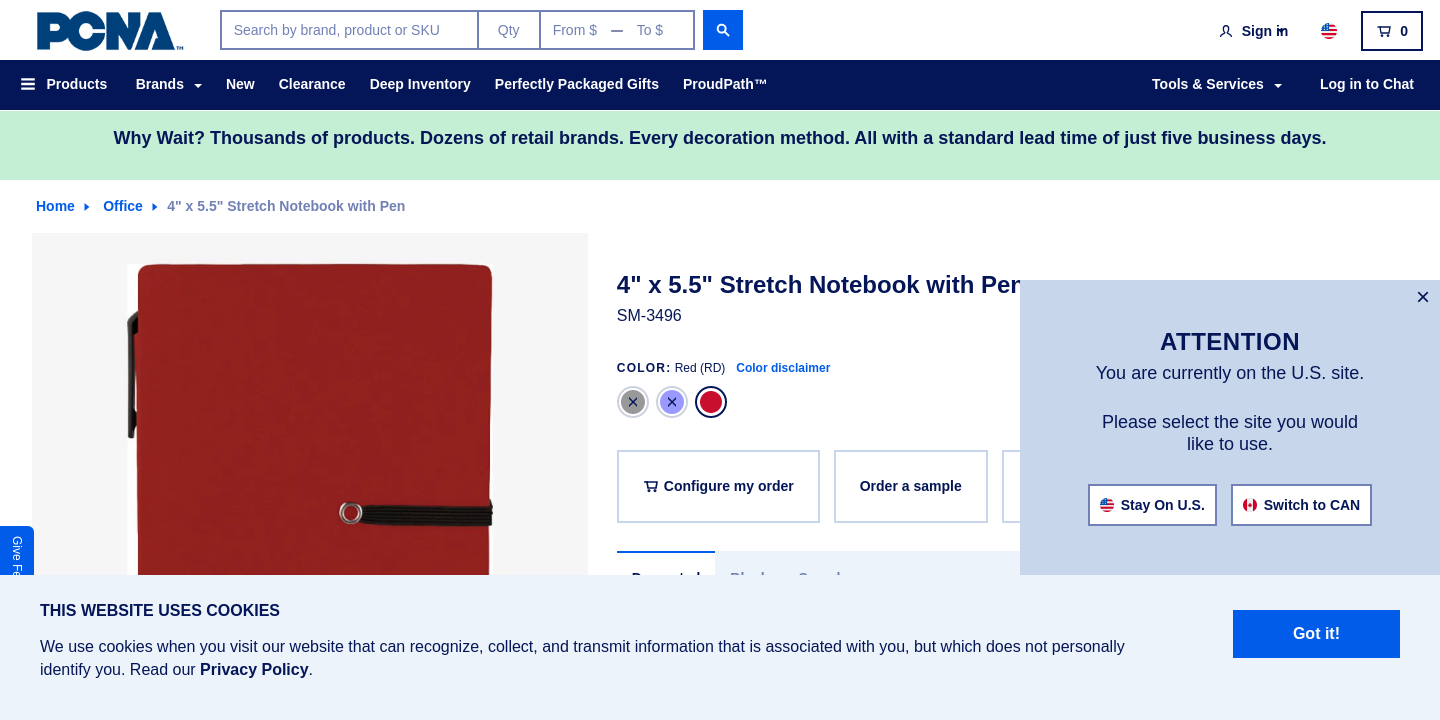 PCNA™
Search by brand, product or SKU
Qty
From $ — To $
Sign in
0
Products
Brands
New
Clearance
Deep Inventory
Perfectly Packaged Gifts
ProudPath™
Tools & Services
Log in to Chat
Why Wait? Thousands of products. Dozens of retail brands. Every decoration method. All with a standard lead time of just five business days.
Home
Office
4" x 5.5" Stretch Notebook with Pen
4" x 5.5" Stretch Notebook with Pen
SM-3496
COLOR: Red (RD) Color disclaimer
Configure my order
Order a sample
×
ATTENTION
You are currently on the U.S. site.
Please select the site you would
like to use.
Stay On U.S.
Switch to CAN
THIS WEBSITE USES COOKIES
We use cookies when you visit our website that can recognize, collect, and transmit information that is associated with you, but which does not personally
identify you. Read our Privacy Policy.
Got it!
Give